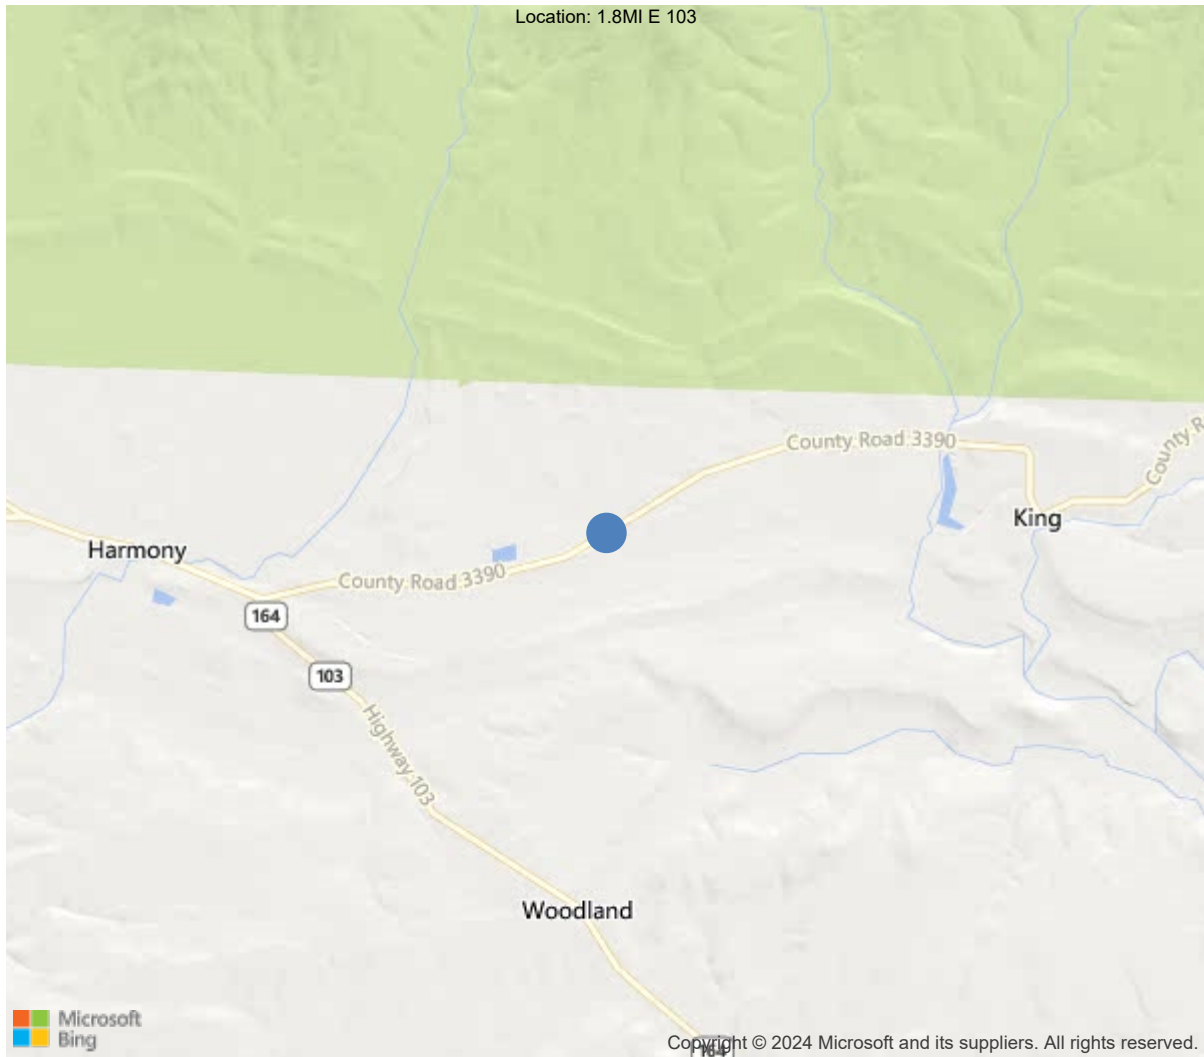 Location: 1.8MI E 103
County Road 3390
County R
King
Harmony
County Road 3390
164
103
Highway 103
Woodland
Microsoft
Bing
164
Copyright © 2024 Microsoft and its suppliers. All rights reserved.